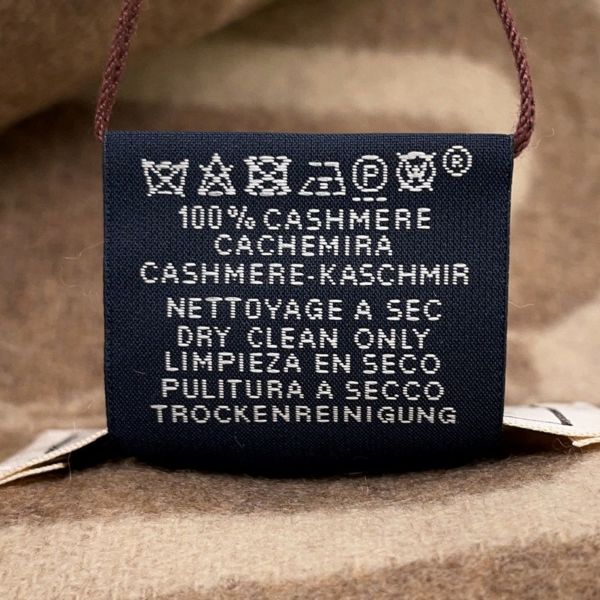 P W ®
100% CASHMERE
CACHEMIRA
CASHMERE-KASCHMIR
NETTOYAGE A SEC
DRY CLEAN ONLY
LIMPIEZA EN SECO
PULITURA A SECCO
TROCKENREINIGUNG